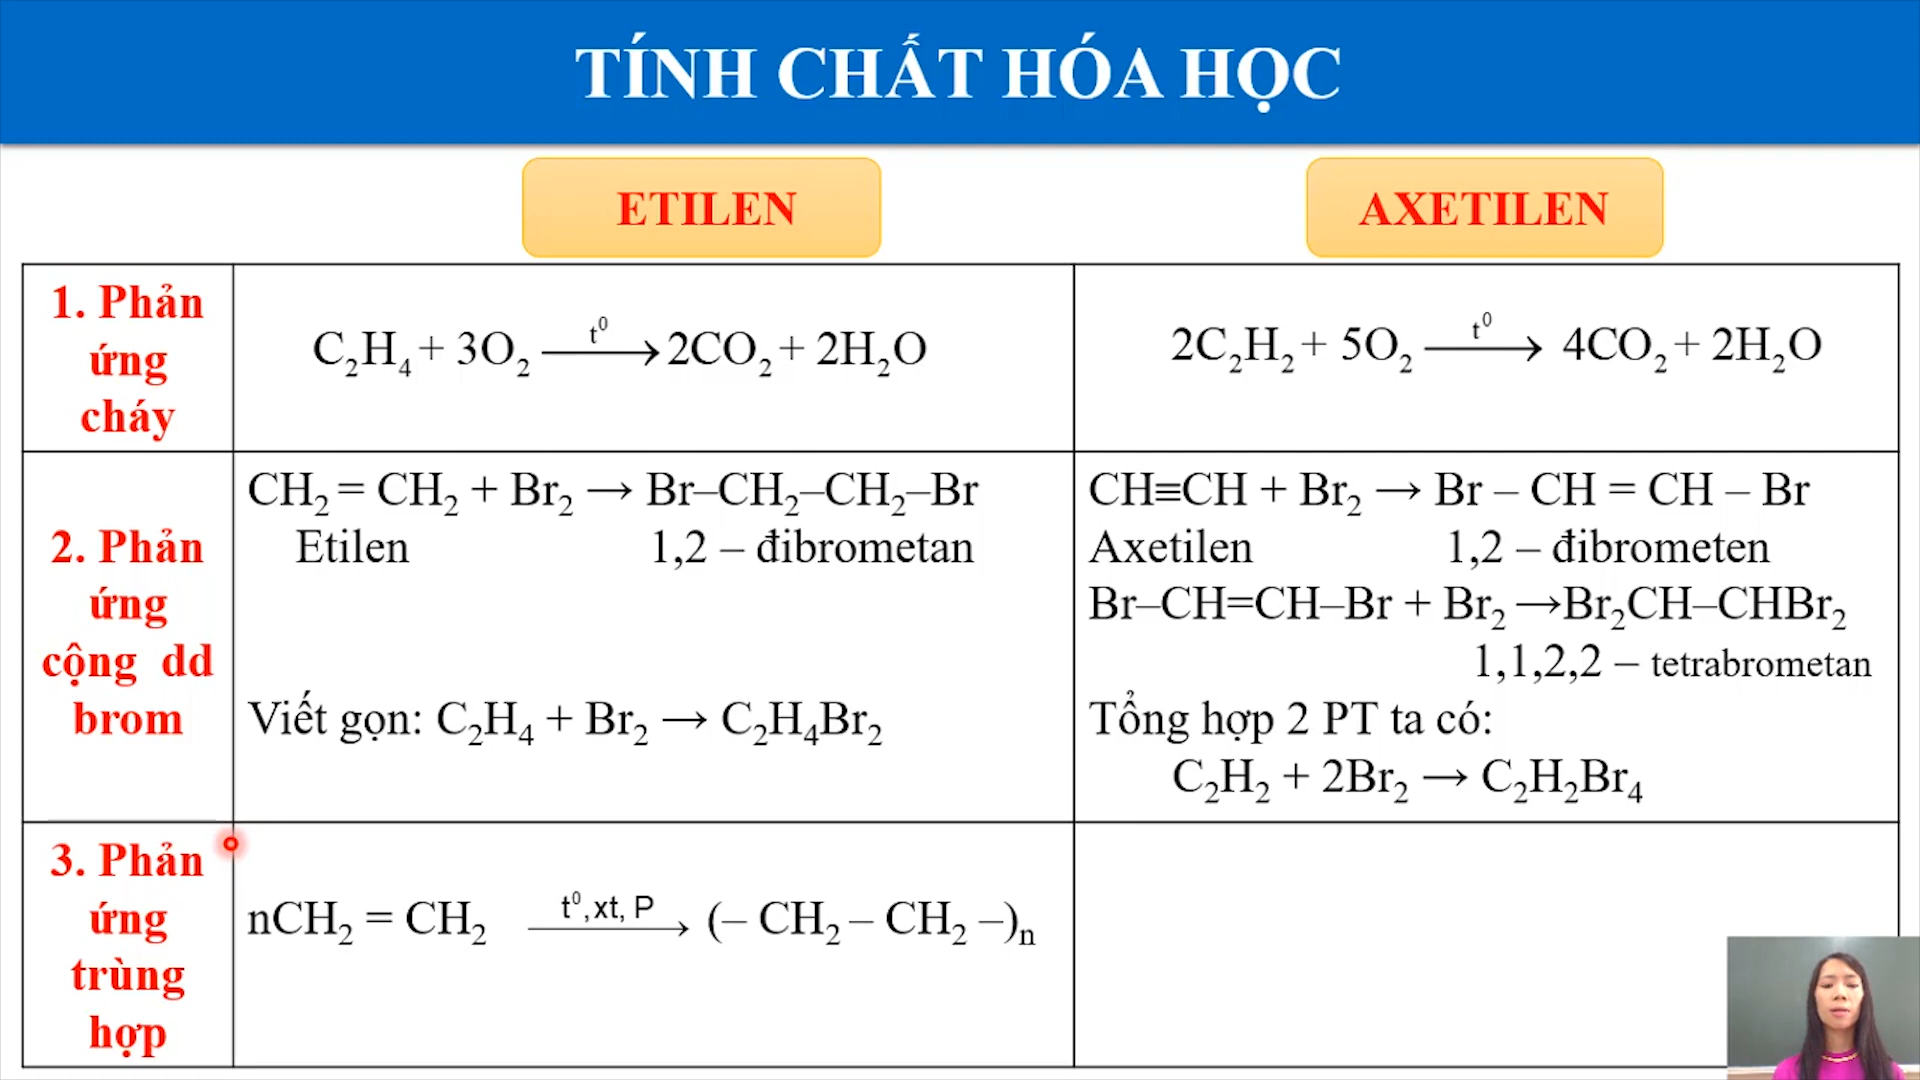 TÍNH CHẤT HÓA HỌC
ETILEN
AXETILEN
1. Phản
ứng
cháy
C₂H₄ + 3O₂ —t⁰→ 2CO₂ + 2H₂O
2C₂H₂ + 5O₂ —t⁰→ 4CO₂ + 2H₂O
2. Phản
ứng
cộng dd
brom
CH₂ = CH₂ + Br₂ → Br–CH₂–CH₂–Br
Etilen 1,2 – đibrometan
Viết gọn: C₂H₄ + Br₂ → C₂H₄Br₂
CH≡CH + Br₂ → Br – CH = CH – Br
Axetilen 1,2 – đibrometen
Br–CH=CH–Br + Br₂ →Br₂CH–CHBr₂
1,1,2,2 – tetrabrometan
Tổng hợp 2 PT ta có:
C₂H₂ + 2Br₂ → C₂H₂Br₄
3. Phản
ứng
trùng
hợp
nCH₂ = CH₂ —t⁰,xt, P→ (– CH₂ – CH₂ –)ₙ